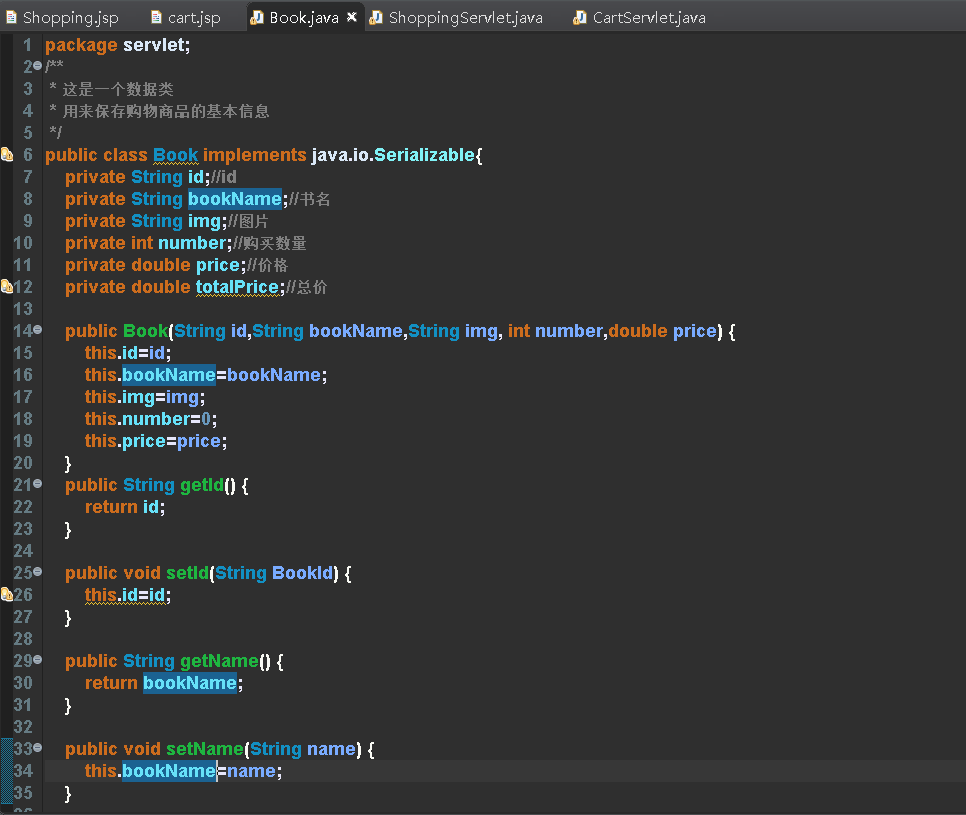 Shopping.jsp cart.jsp Book.java ShoppingServlet.java CartServlet.java
1 package servlet;
2 /**
3 * 这是一个数据类
4 * 用来保存购物商品的基本信息
5 */
6 public class Book implements java.io.Serializable{
7 private String id;//id
8 private String bookName;//书名
9 private String img;//图片
10 private int number;//购买数量
11 private double price;//价格
12 private double totalPrice;//总价
13
14 public Book(String id,String bookName,String img, int number,double price) {
15 this.id=id;
16 this.bookName=bookName;
17 this.img=img;
18 this.number=0;
19 this.price=price;
20 }
21 public String getId() {
22 return id;
23 }
24
25 public void setId(String BookId) {
26 this.id=id;
27 }
28
29 public String getName() {
30 return bookName;
31 }
32
33 public void setName(String name) {
34 this.bookName=name;
35 }